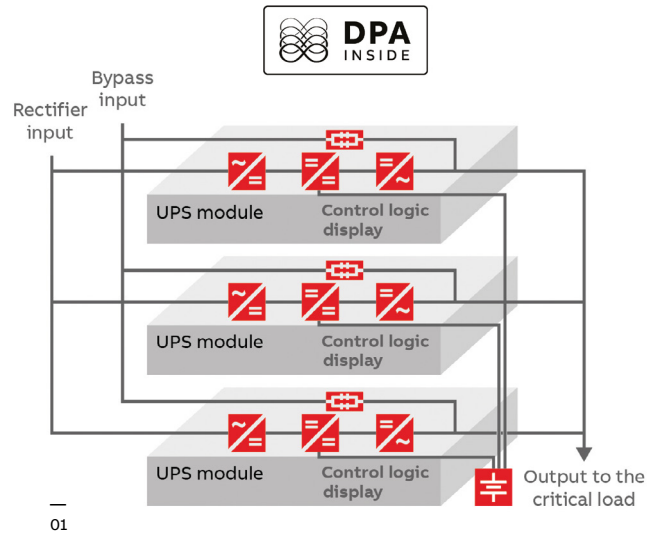 DPA
INSIDE
Bypass
input
Rectifier
input
UPS module
Control logic
display
UPS module
Control logic
display
UPS module
Control logic
display
Output to the
critical load
01